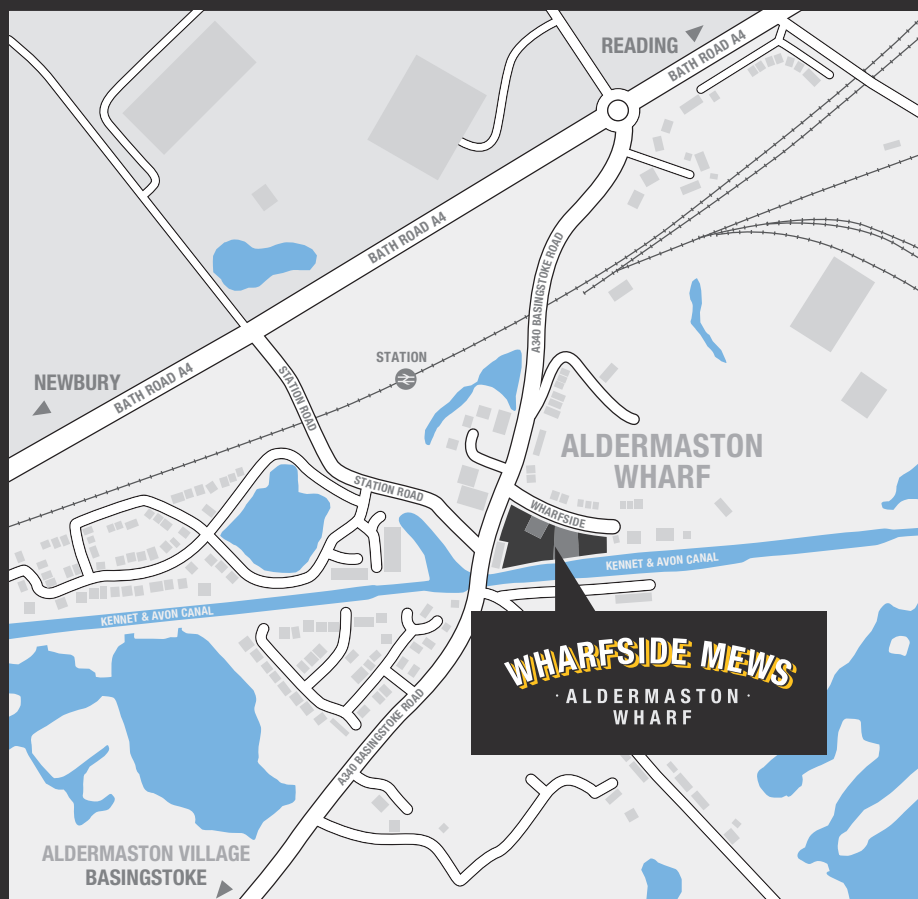 READING
BATH ROAD A4
BATH ROAD A4
A340 BASINGSTOKE ROAD
STATION
NEWBURY
BATH ROAD A4
STATION ROAD
ALDERMASTON
WHARF
STATION ROAD
WHARFSIDE
KENNET & AVON CANAL
KENNET & AVON CANAL
WHARFSIDE MEWS
· ALDERMASTON ·
WHARF
A340 BASINGSTOKE ROAD
ALDERMASTON VILLAGE
BASINGSTOKE